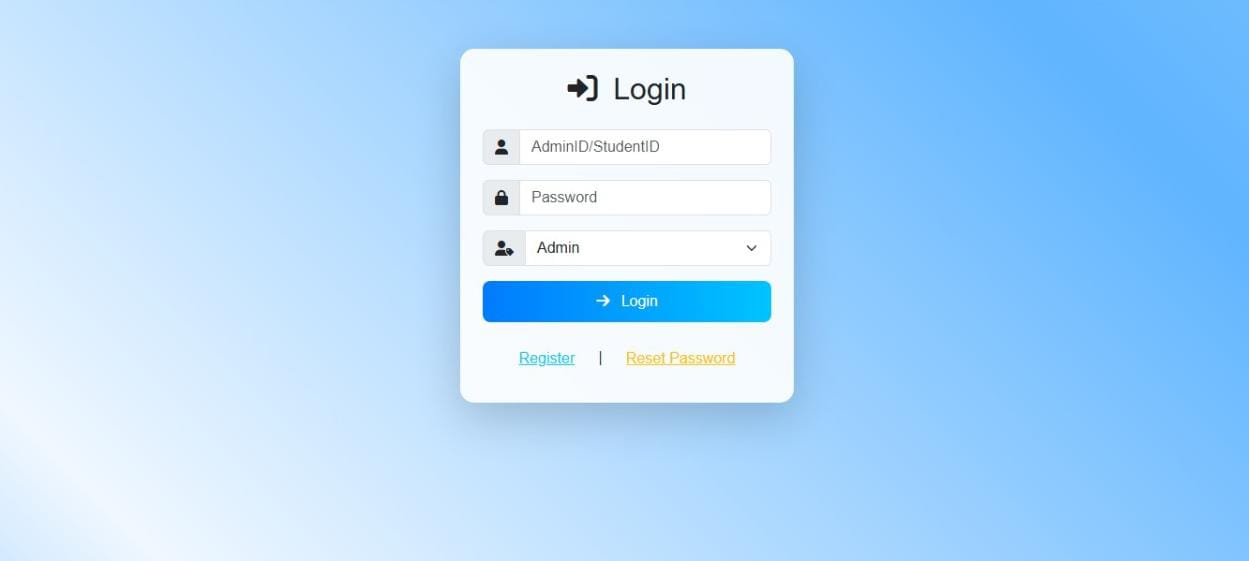 Login
AdminID/StudentID
Password
Admin
Login
Register | Reset Password